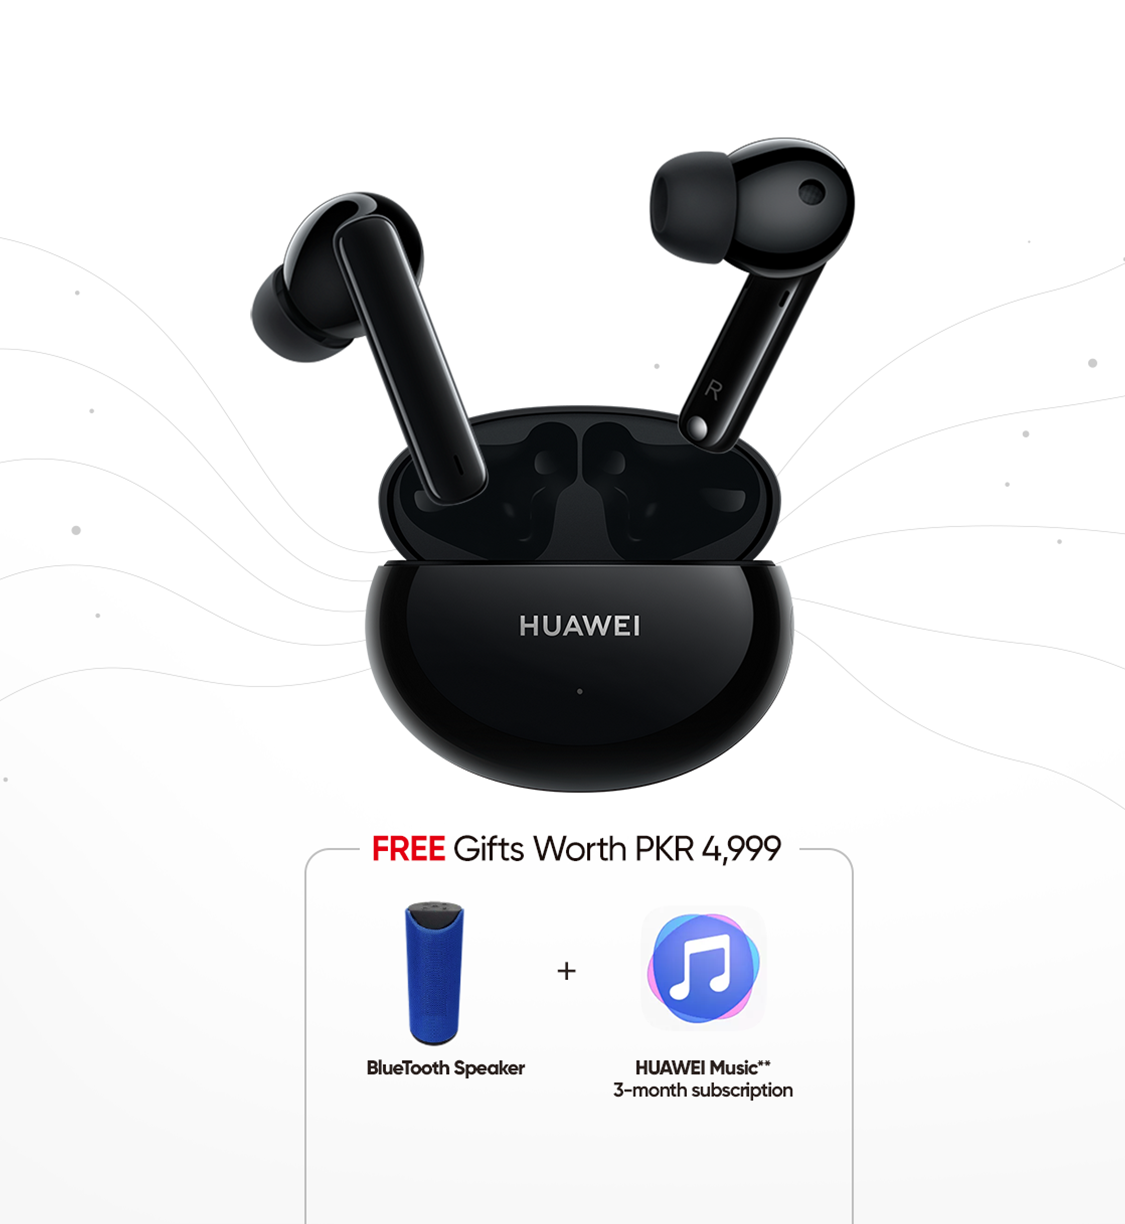 R
HUAWEI
FREE Gifts Worth PKR 4,999
+
BlueTooth Speaker
HUAWEI Music**
3-month subscription